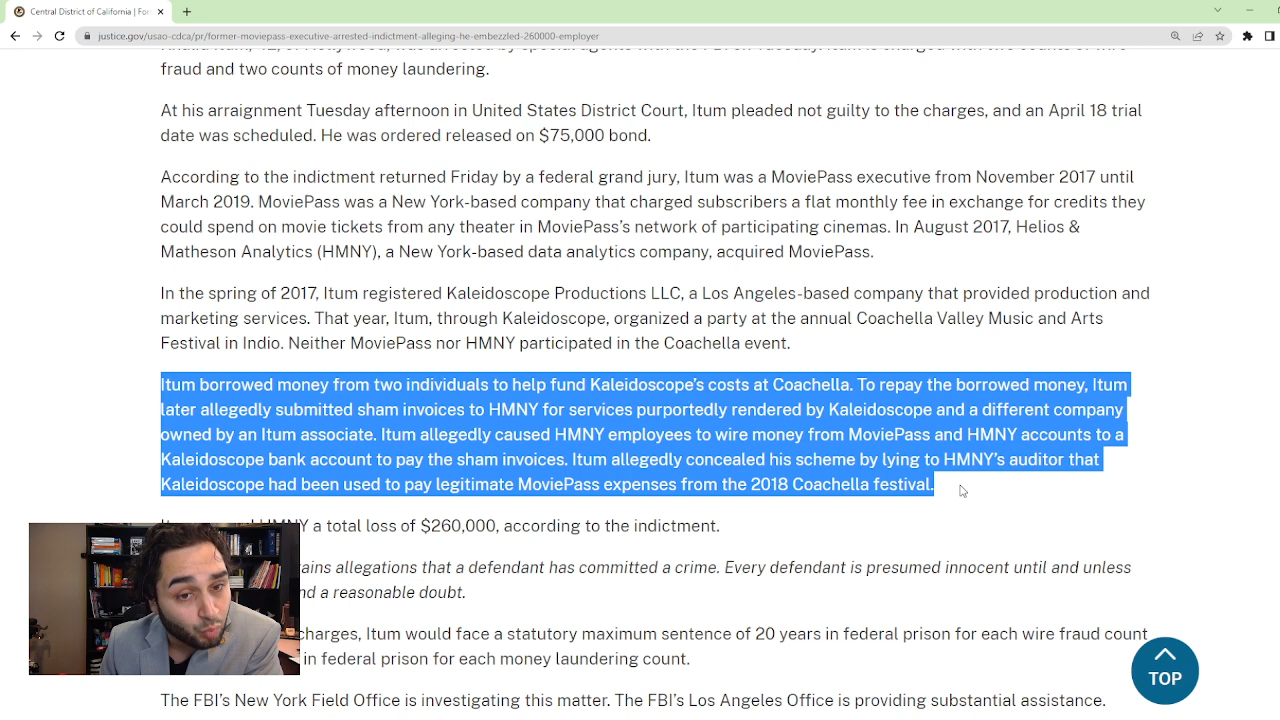 Central District of California | For
justice.gov/usao-cdca/pr/former-moviepass-executive-arrested-indictment-alleging-he-embezzled-260000-employer
fraud and two counts of money laundering.
At his arraignment Tuesday afternoon in United States District Court, Itum pleaded not guilty to the charges, and an April 18 trial
date was scheduled. He was ordered released on $75,000 bond.
According to the indictment returned Friday by a federal grand jury, Itum was a MoviePass executive from November 2017 until
March 2019. MoviePass was a New York-based company that charged subscribers a flat monthly fee in exchange for credits they
could spend on movie tickets from any theater in MoviePass’s network of participating cinemas. In August 2017, Helios &
Matheson Analytics (HMNY), a New York-based data analytics company, acquired MoviePass.
In the spring of 2017, Itum registered Kaleidoscope Productions LLC, a Los Angeles-based company that provided production and
marketing services. That year, Itum, through Kaleidoscope, organized a party at the annual Coachella Valley Music and Arts
Festival in Indio. Neither MoviePass nor HMNY participated in the Coachella event.
Itum borrowed money from two individuals to help fund Kaleidoscope’s costs at Coachella. To repay the borrowed money, Itum
later allegedly submitted sham invoices to HMNY for services purportedly rendered by Kaleidoscope and a different company
owned by an Itum associate. Itum allegedly caused HMNY employees to wire money from MoviePass and HMNY accounts to a
Kaleidoscope bank account to pay the sham invoices. Itum allegedly concealed his scheme by lying to HMNY’s auditor that
Kaleidoscope had been used to pay legitimate MoviePass expenses from the 2018 Coachella festival.
a total loss of $260,000, according to the indictment.
allegations that a defendant has committed a crime. Every defendant is presumed innocent until and unless
a reasonable doubt.
charges, Itum would face a statutory maximum sentence of 20 years in federal prison for each wire fraud count
in federal prison for each money laundering count.
TOP
The FBI’s New York Field Office is investigating this matter. The FBI’s Los Angeles Office is providing substantial assistance.